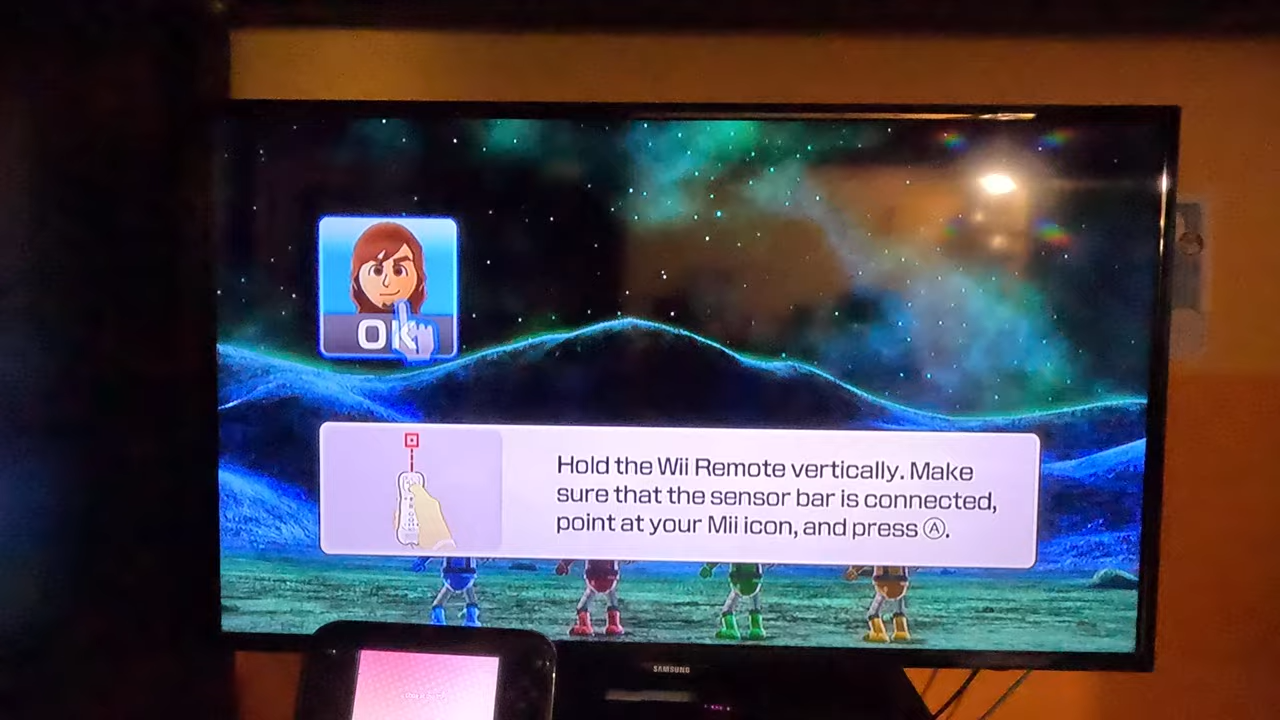 OK
Hold the Wii Remote vertically. Make
sure that the sensor bar is connected,
point at your Mii icon, and press Ⓐ.
SAMSUNG